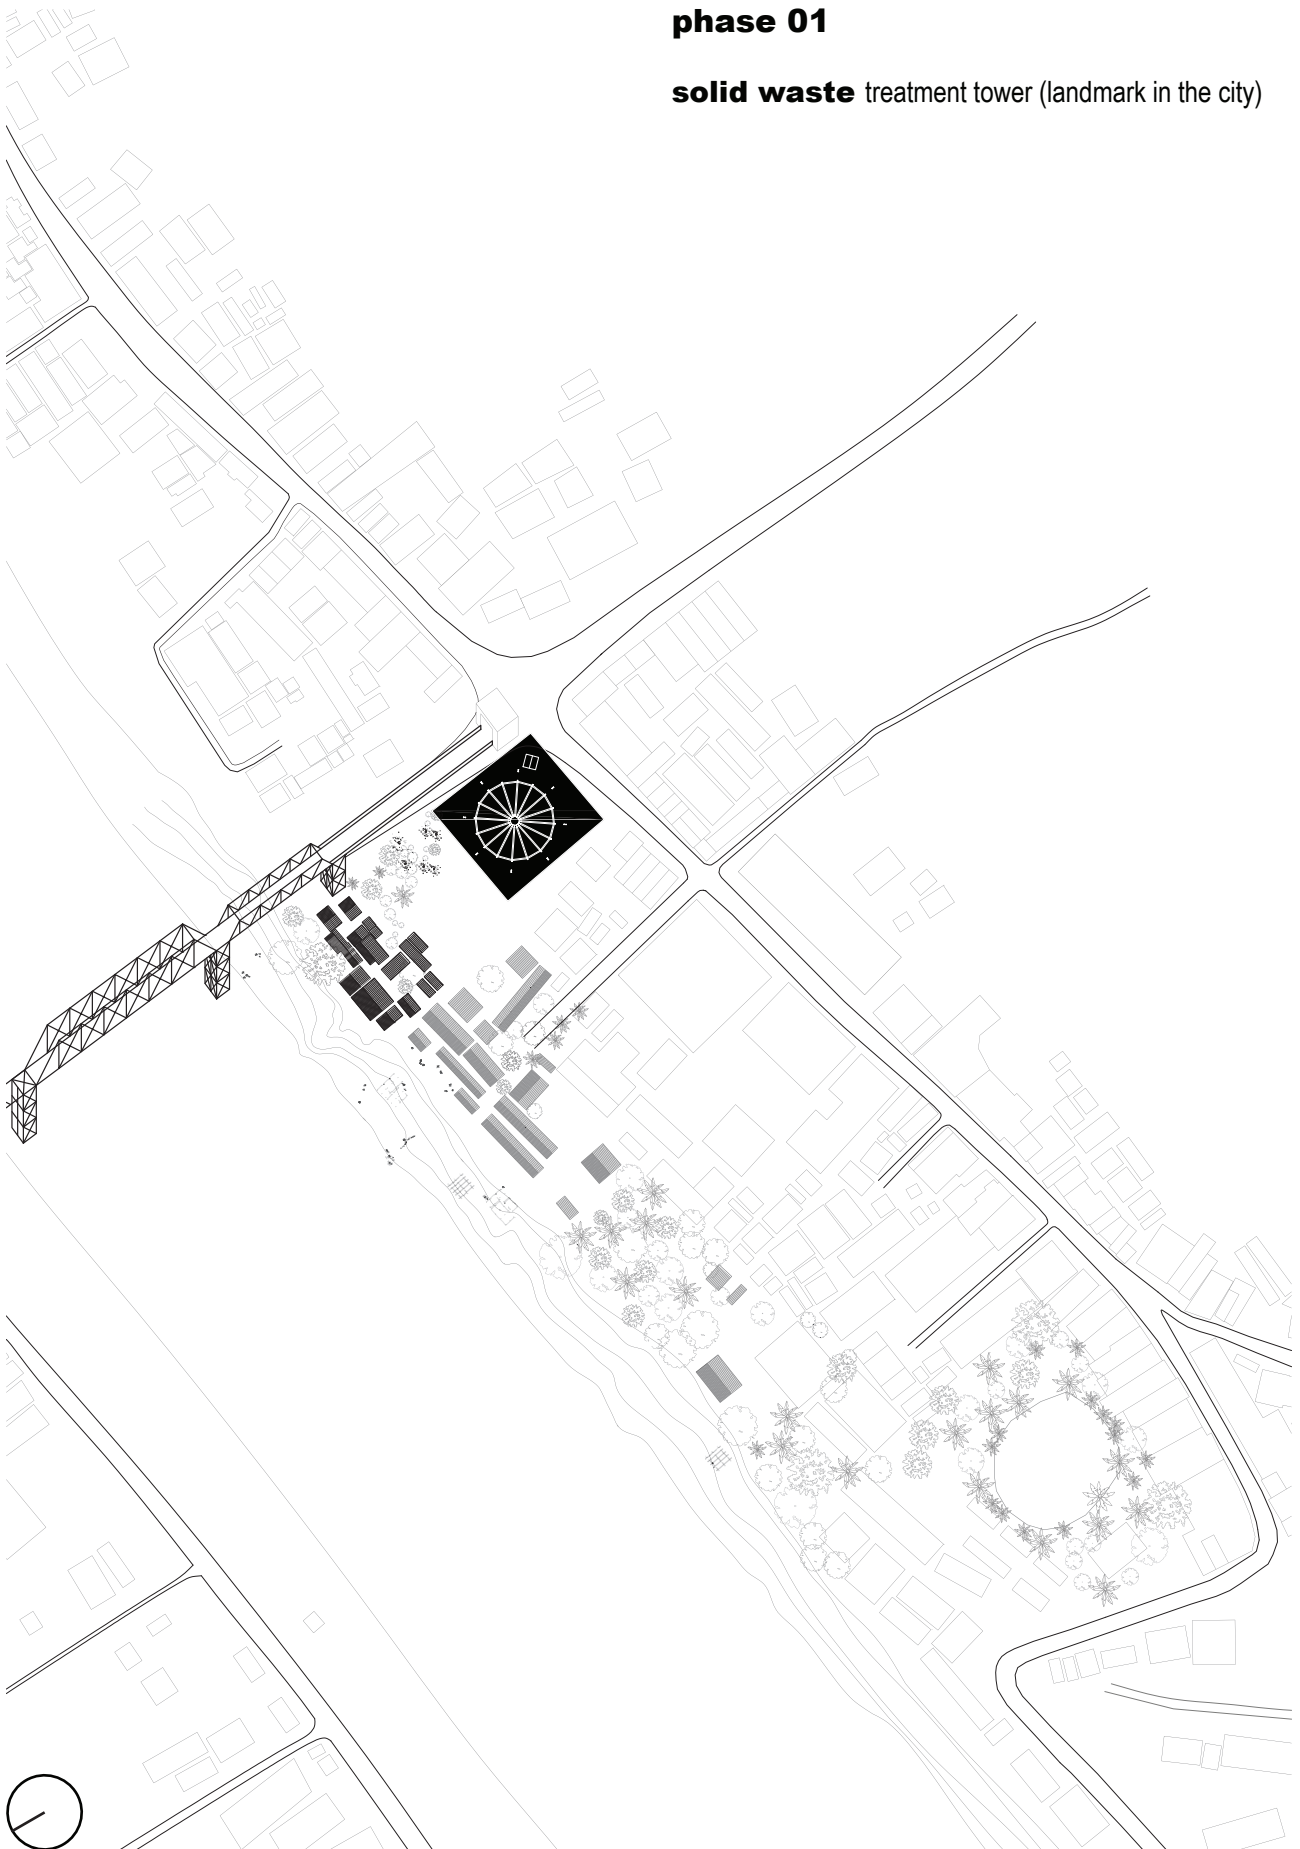 phase 01
solid waste treatment tower (landmark in the city)